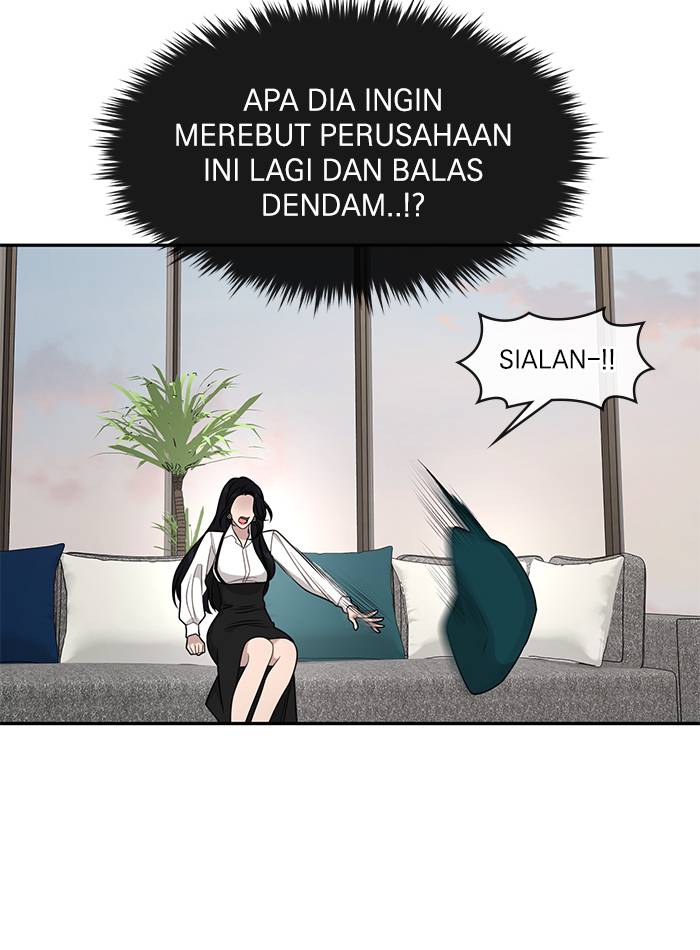 APA DIA INGIN
MEREBUT PERUSAHAAN
INI LAGI DAN BALAS
DENDAM..!?
SIALAN-!!